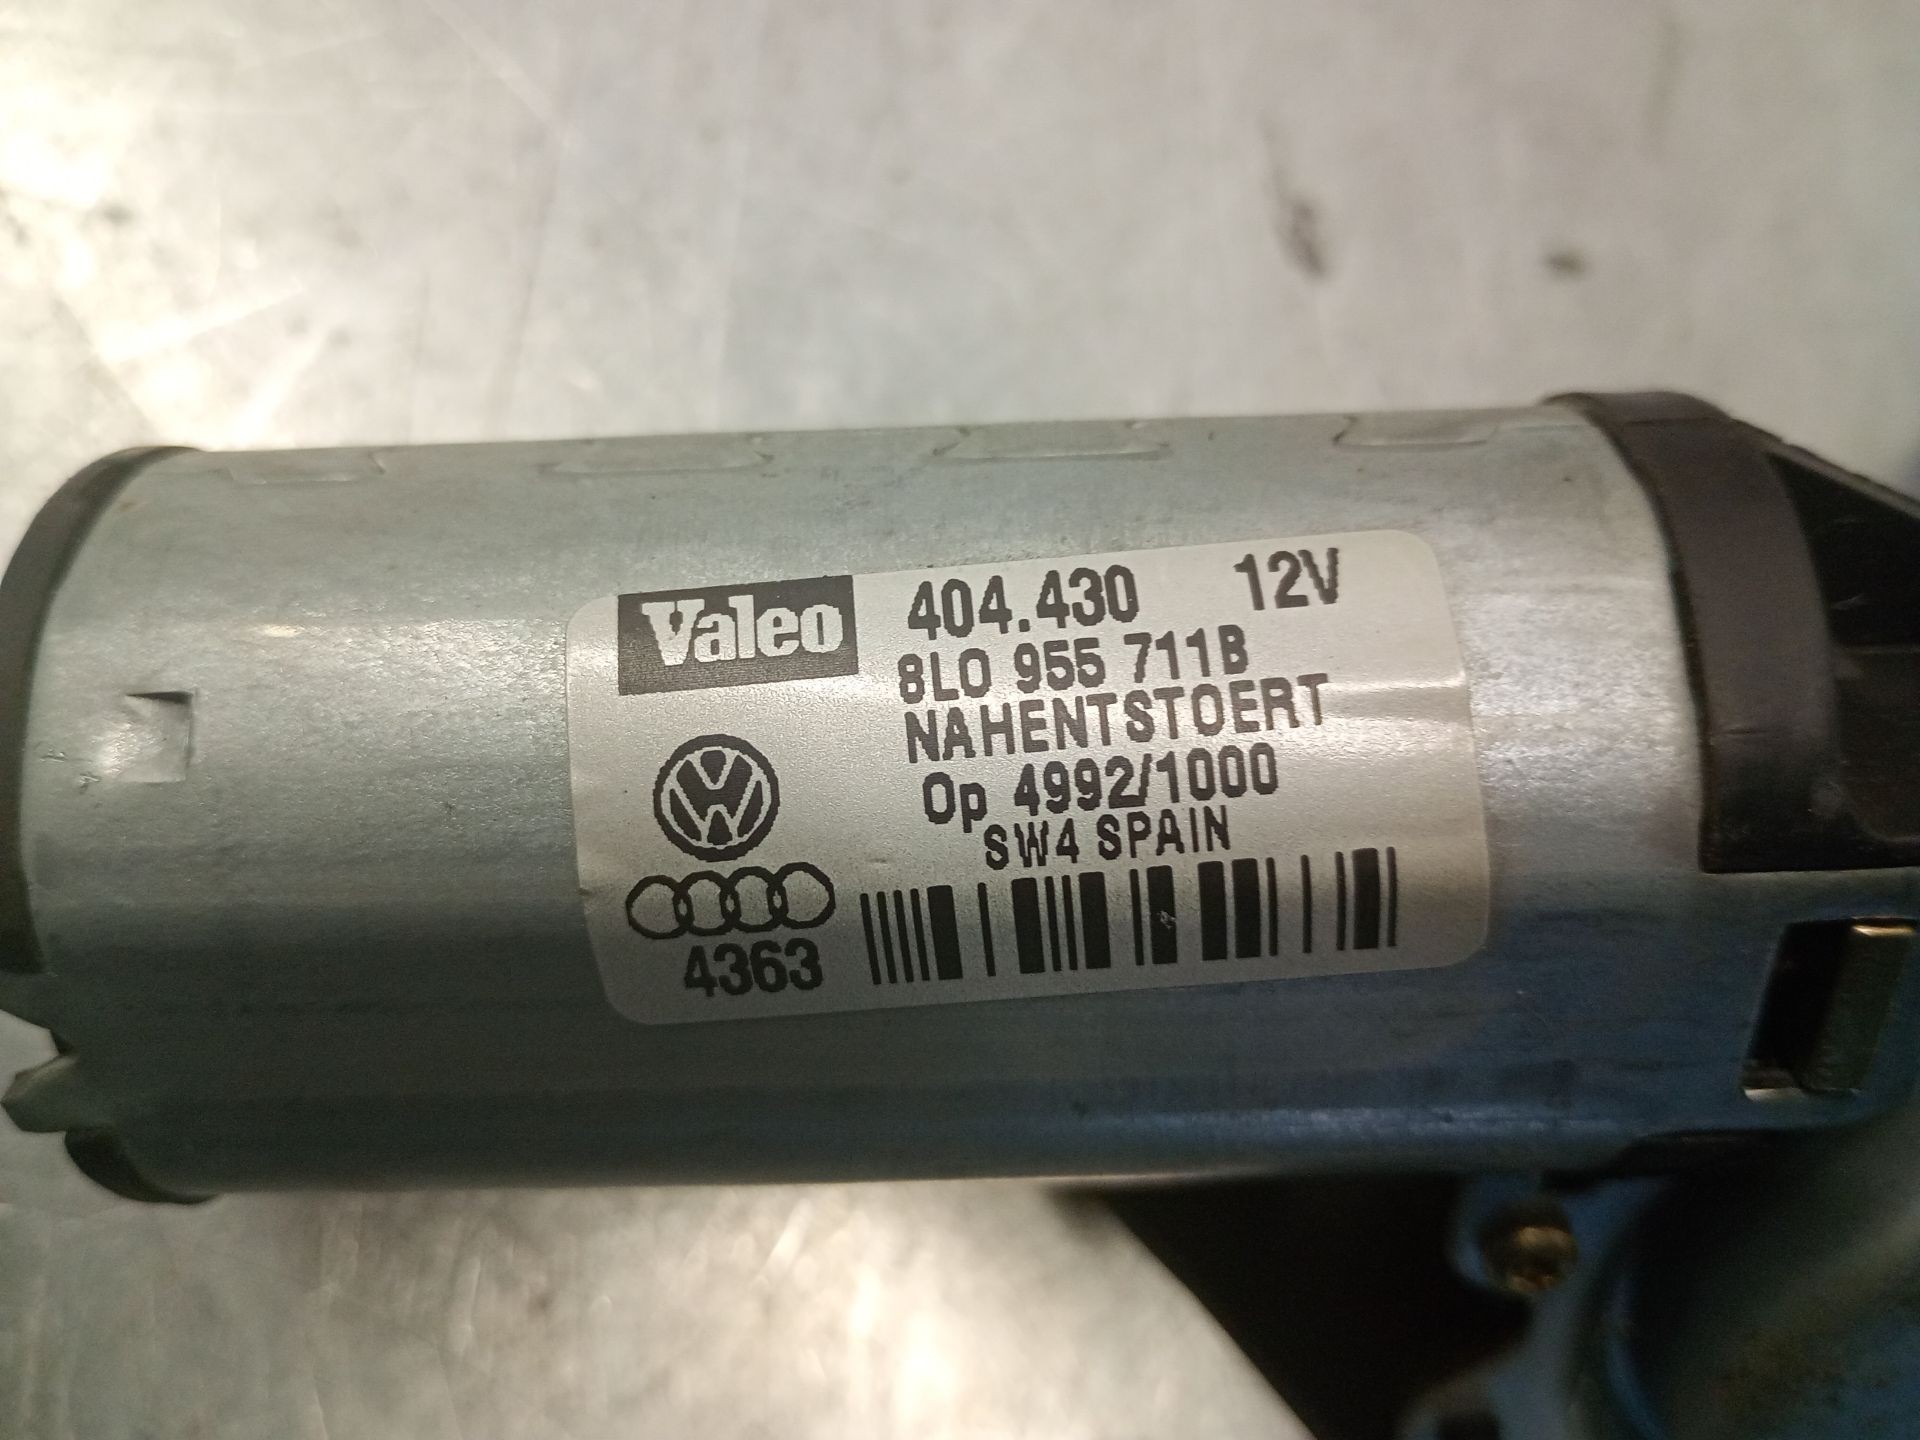 Valeo 404.430 12V
8L0 955 711B
NAHENTSTOERT
Op 4992/1000
SW4 SPAIN
4363